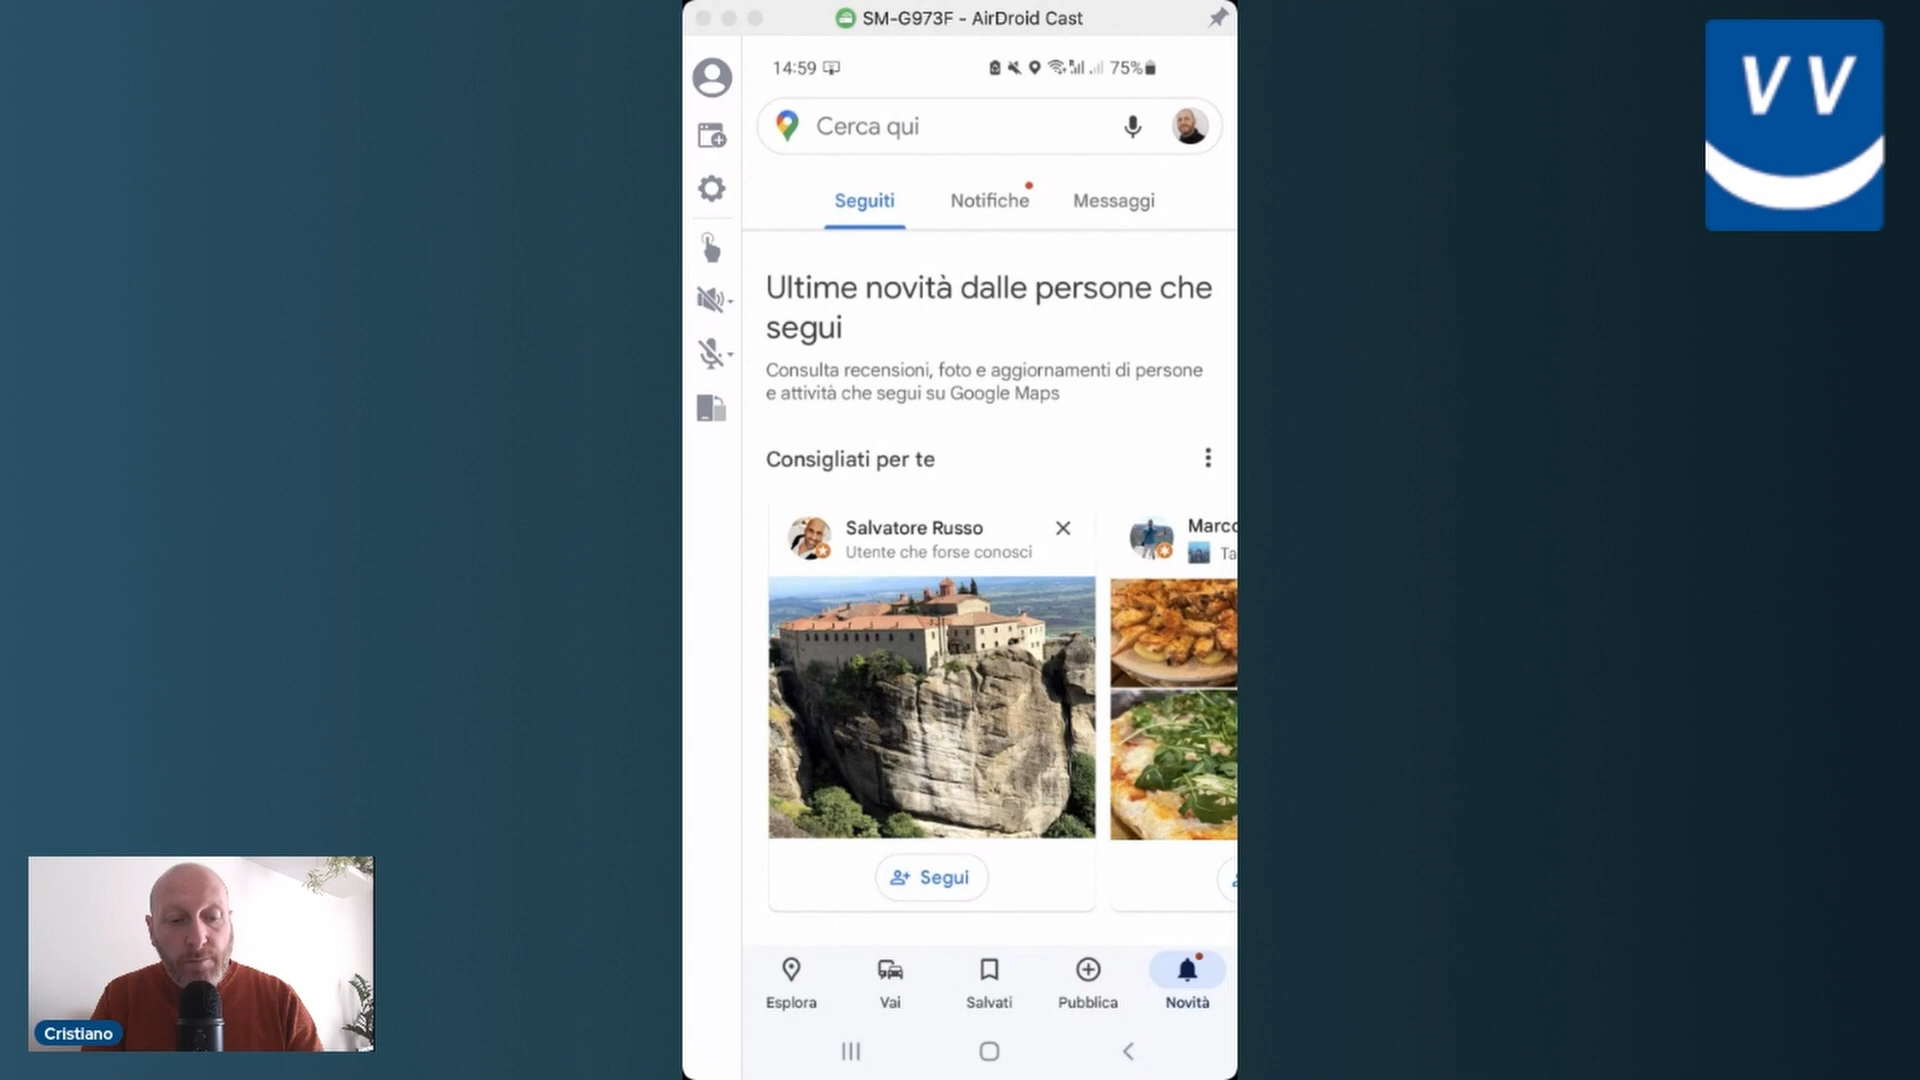 SM-G973F - AirDroid Cast
14:59
75%
Cerca qui
Seguiti
Notifiche
Messaggi
Ultime novità dalle persone che
segui
Consulta recensioni, foto e aggiornamenti di persone
e attività che segui su Google Maps
Consigliati per te
Salvatore Russo
Utente che forse conosci
Marco
Ta
Segui
Esplora
Vai
Salvati
Pubblica
Novità
Cristiano
VV